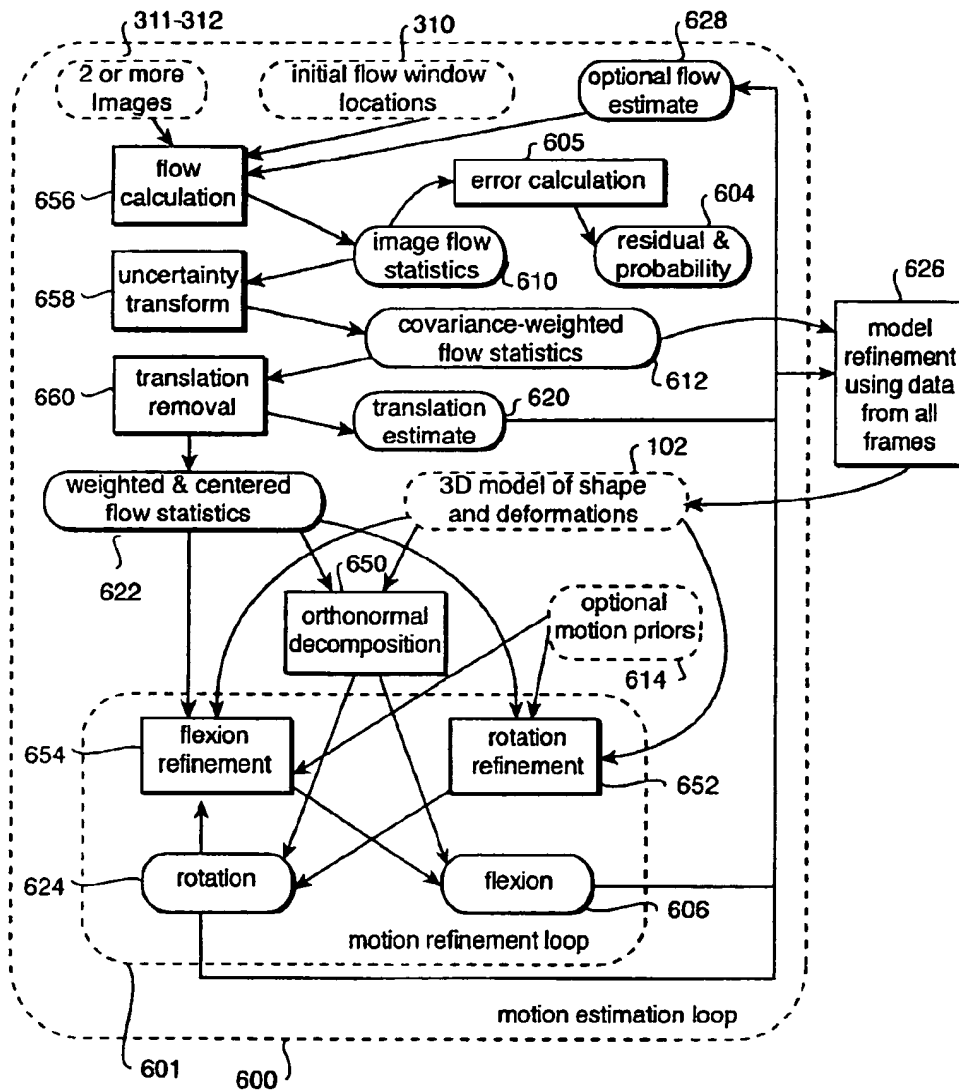 311-312
310
628
2 or more
Images
initial flow window
locations
optional flow
estimate
605
656
flow
calculation
error calculation
604
image flow
statistics
residual &
probability
610
626
658
uncertainty
transform
covariance-weighted
flow statistics
612
model
refinement
using data
from all
frames
660
translation
removal
620
translation
estimate
102
weighted & centered
flow statistics
3D model of shape
and deformations
622
650
orthonormal
decomposition
optional
motion priors
614
654
flexion
refinement
rotation
refinement
652
624
rotation
flexion
606
motion refinement loop
motion estimation loop
601
600